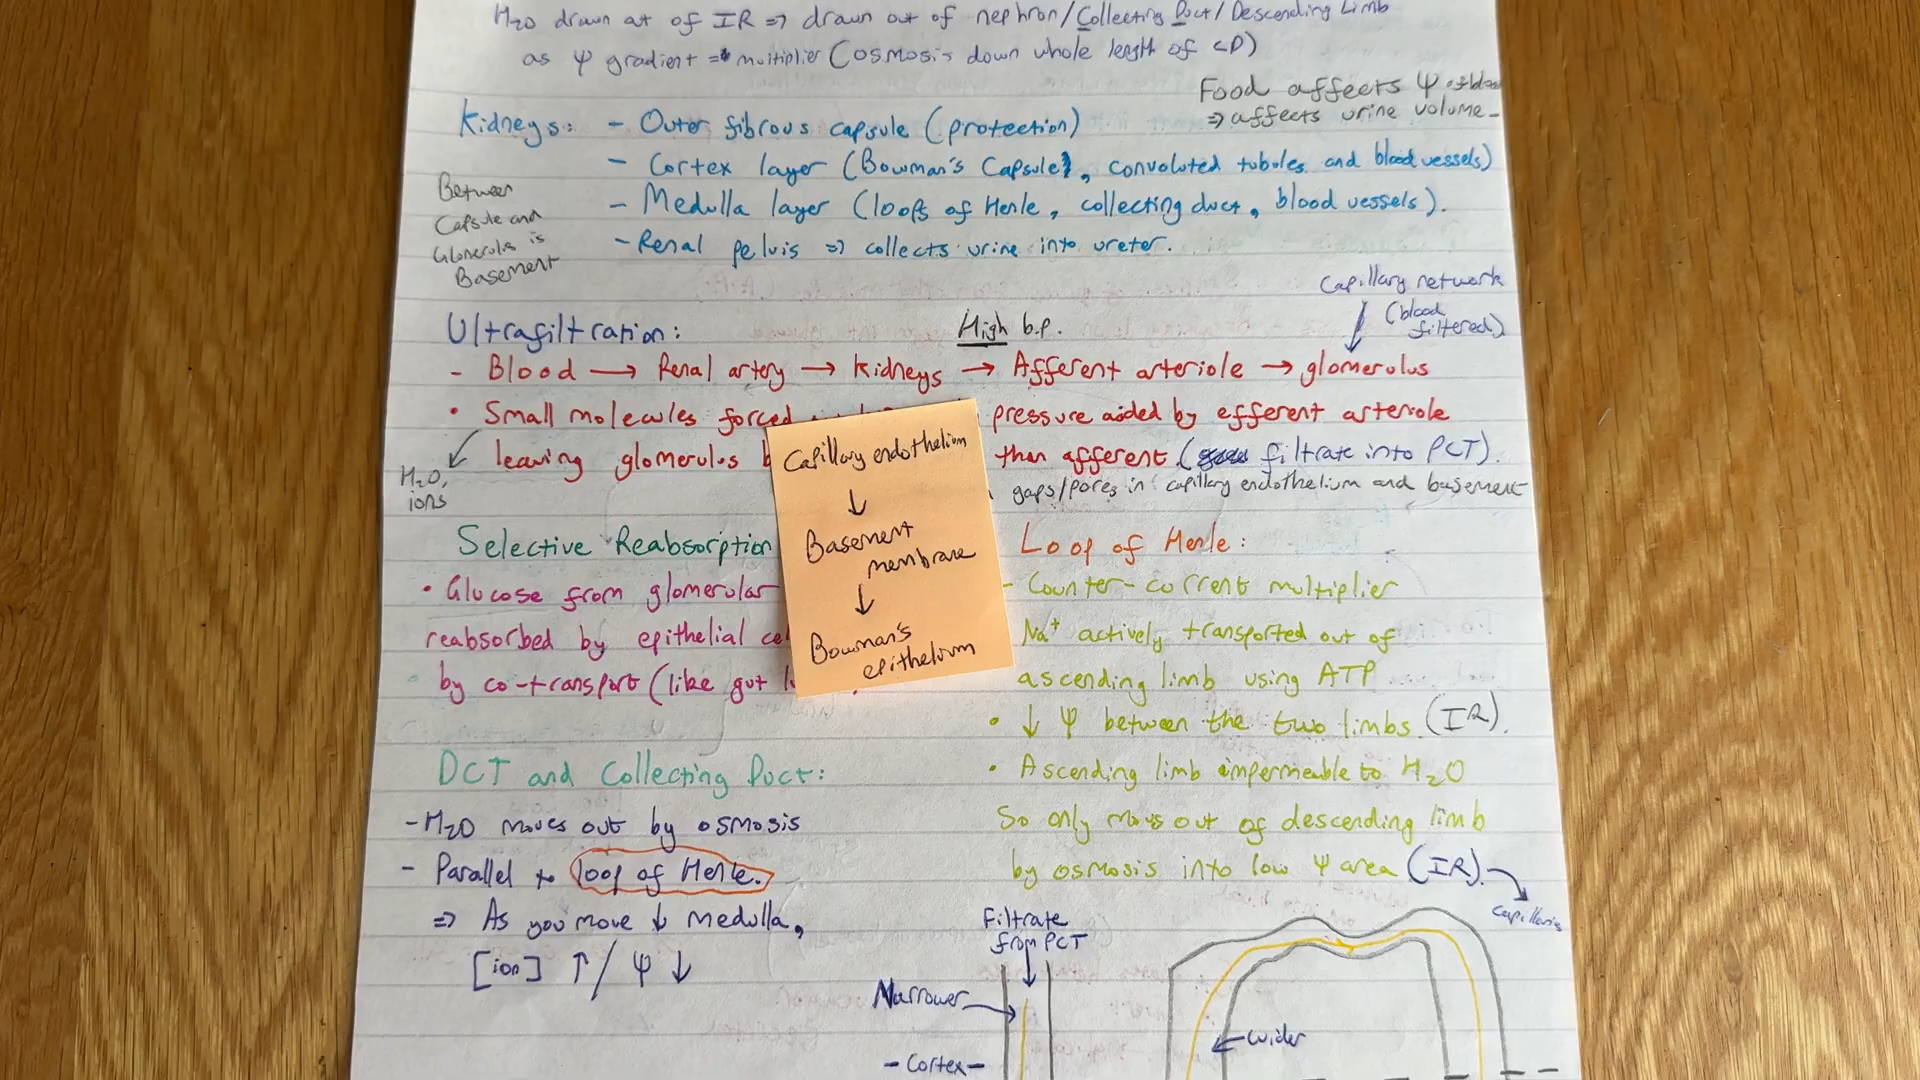 H2O drawn at of IR ⇒ drawn out of nephron/Collecting Duct/Descending Limb
as ψ gradient ⇒ multiplier (osmosis down whole length of CD)
Food affects ψ of blood
⇒ affects urine volume
Kidneys: - Outer fibrous capsule (protection)
- Cortex layer (Bowman's Capsule, convoluted tubules and blood vessels)
- Medulla layer (loops of Henle, collecting duct, blood vessels).
- Renal pelvis ⇒ collects urine into ureter.
Between
Capsule and
Glomerulus is
Basement
Capillary network
(blood
filtered)
Ultrafiltration:
High b.p.
- Blood → Renal artery → kidneys → Afferent arteriole → glomerulus
• Small molecules forced pressure added by efferent arteriole
leaving glomerulus than afferent. (filtrate into PCT).
H2O,
ions
gaps/pores in capillary endothelium and basement
Capillary endothelium
↓
Basement
membrane
↓
Bowman's
epithelium
Selective Reabsorption
• Glucose from glomerular
reabsorbed by epithelial
by co-transport (like gut
Loop of Henle:
- Counter-current multiplier
Na+ actively transported out of
ascending limb using ATP
• ↓ ψ between the two limbs (IR).
• Ascending limb impermeable to H2O
So only moves out of descending limb
by osmosis into low ψ area (IR).
Capillaries
DCT and Collecting Duct:
- H2O moves out by osmosis
- Parallel to loop of Henle.
⇒ As you move ↓ medulla,
[ion] ↑ / ψ ↓
Filtrate
from PCT
Narrower
wider
- Cortex -